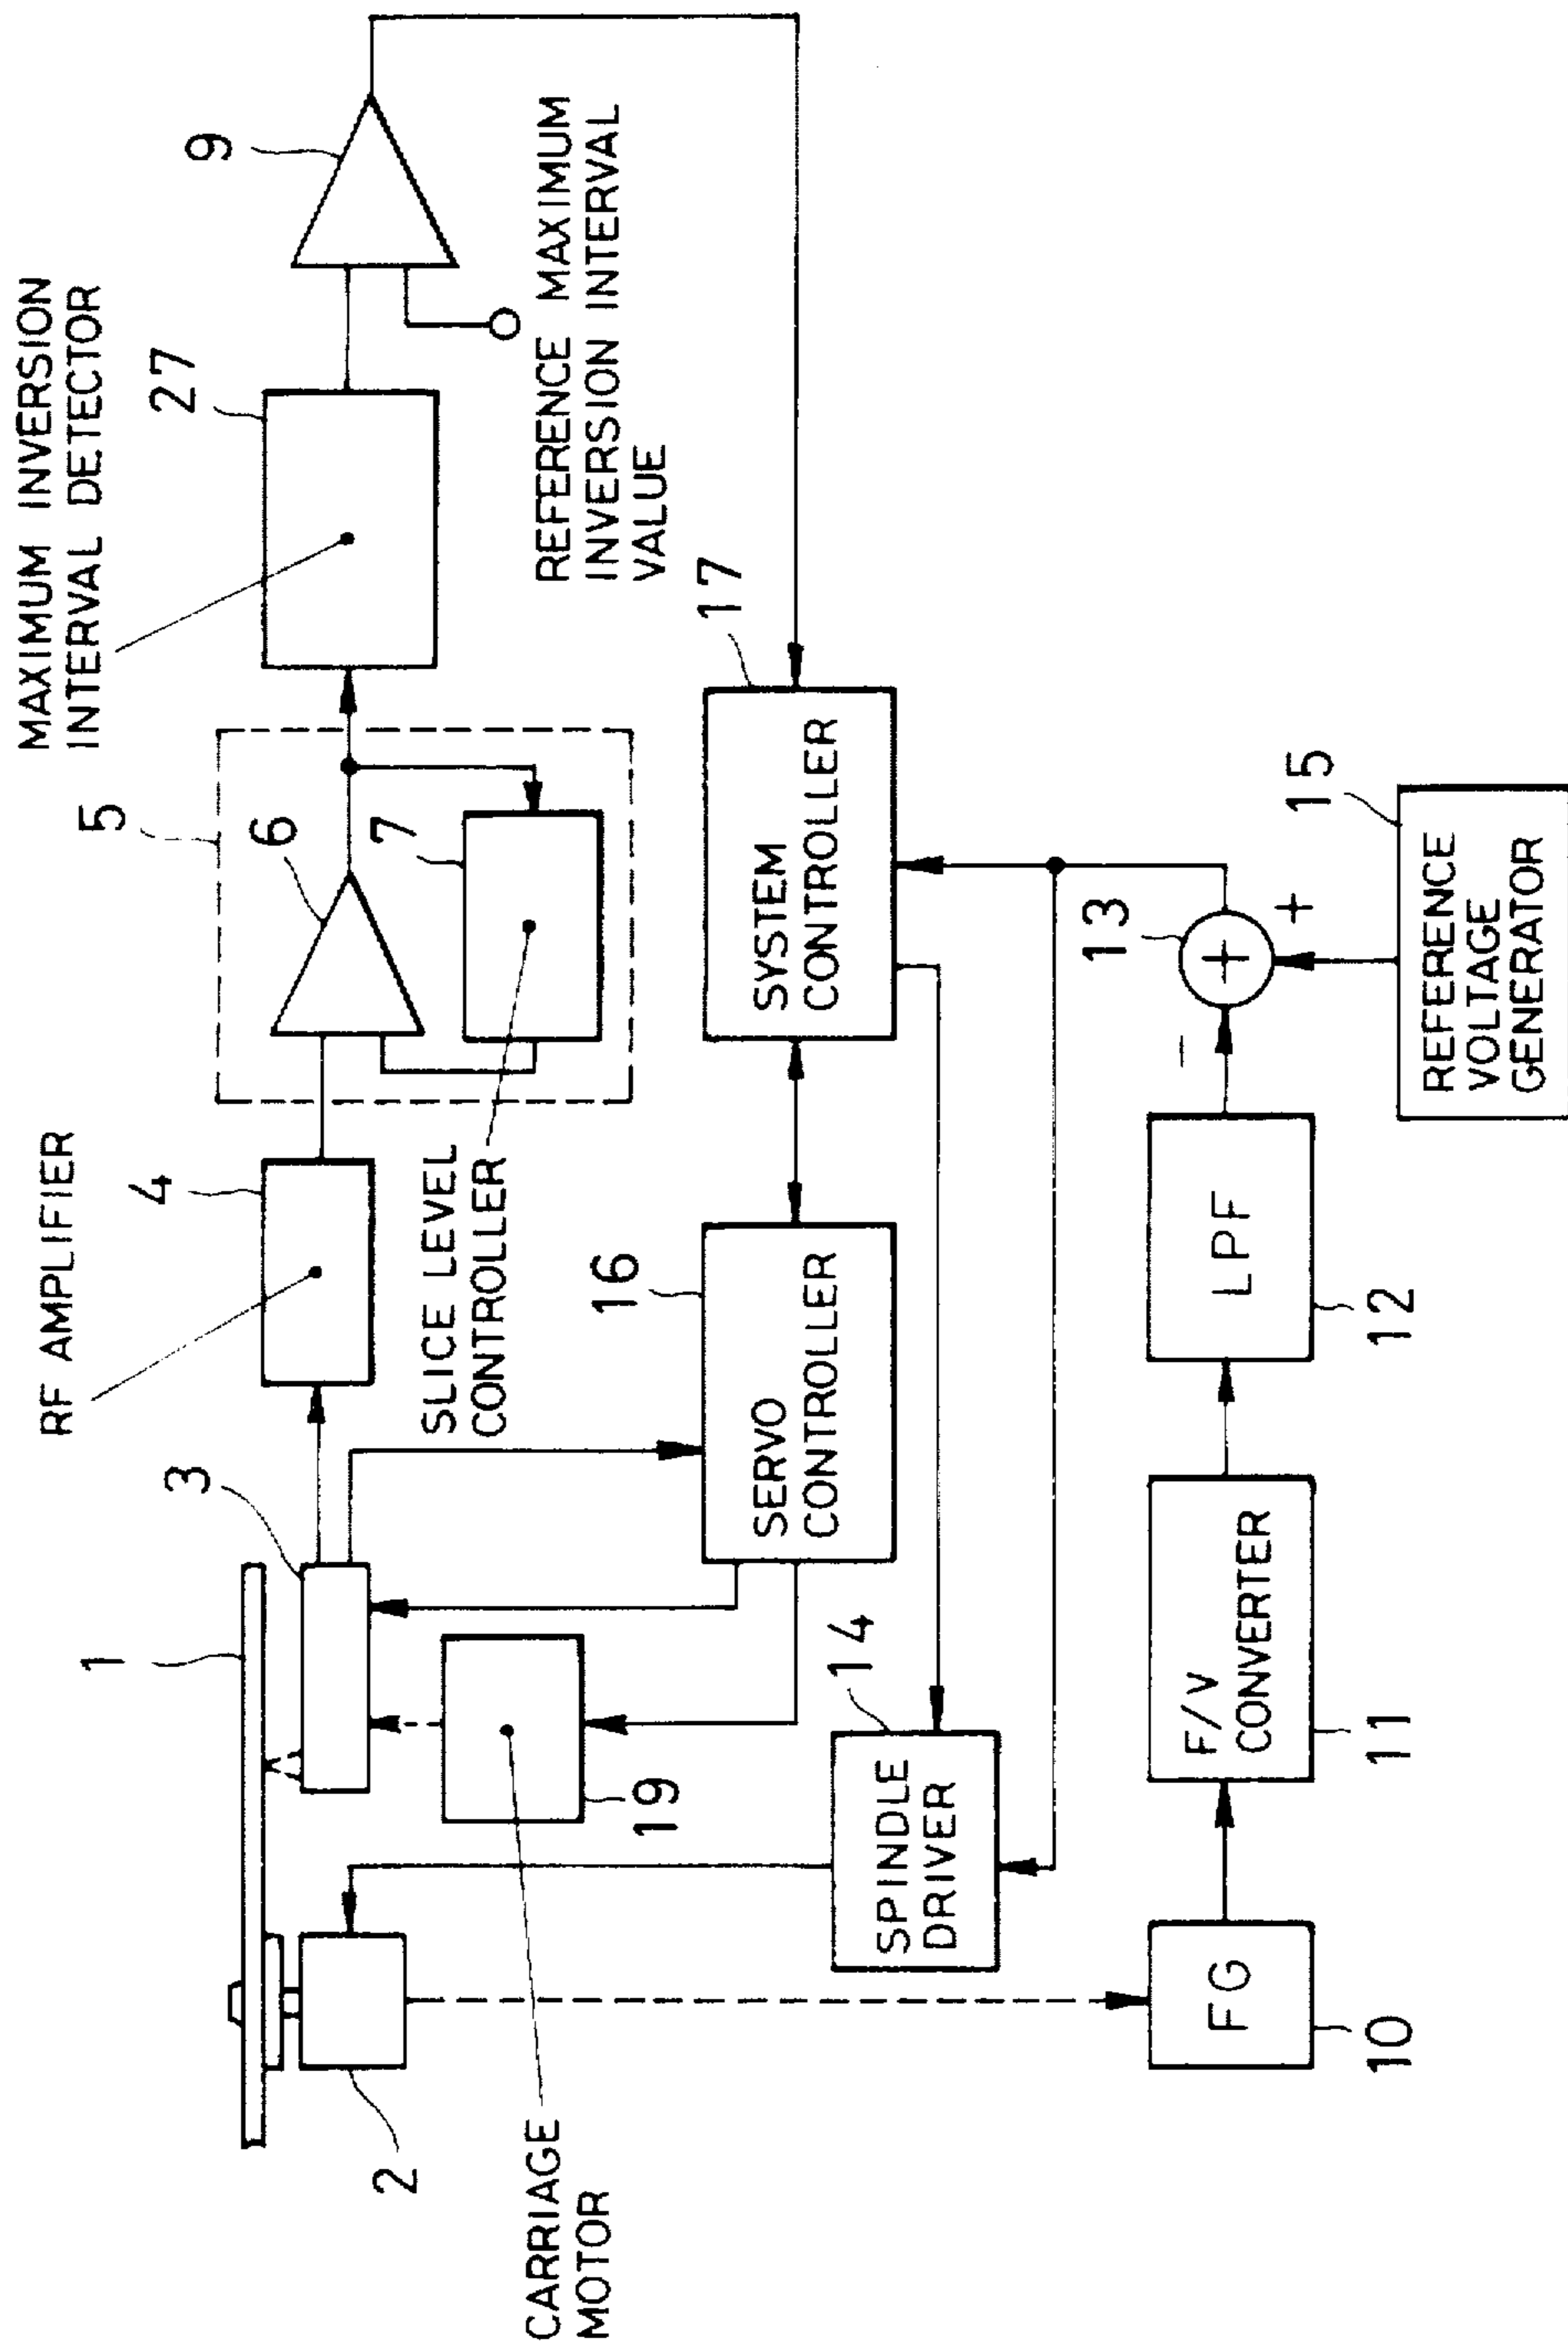 1
2
3
RF AMPLIFIER
4
5
6
7
SLICE LEVEL
CONTROLLER
MAXIMUM INVERSION
INTERVAL DETECTOR
27
9
REFERENCE MAXIMUM
INVERSION INTERVAL
VALUE
CARRIAGE
MOTOR
19
16
SERVO
CONTROLLER
17
SYSTEM
CONTROLLER
14
SPINDLE
DRIVER
FG
10
F/V
CONVERTER
11
LPF
12
13
+
−
+
15
REFERENCE
VOLTAGE
GENERATOR